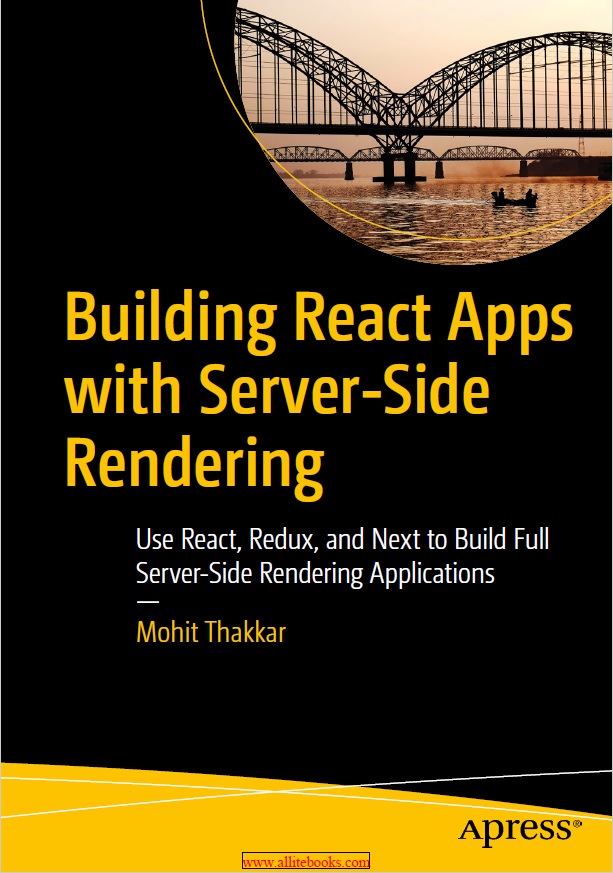 Building React Apps
with Server-Side
Rendering
Use React, Redux, and Next to Build Full
Server-Side Rendering Applications
—
Mohit Thakkar
Apress®
www.allitebooks.com